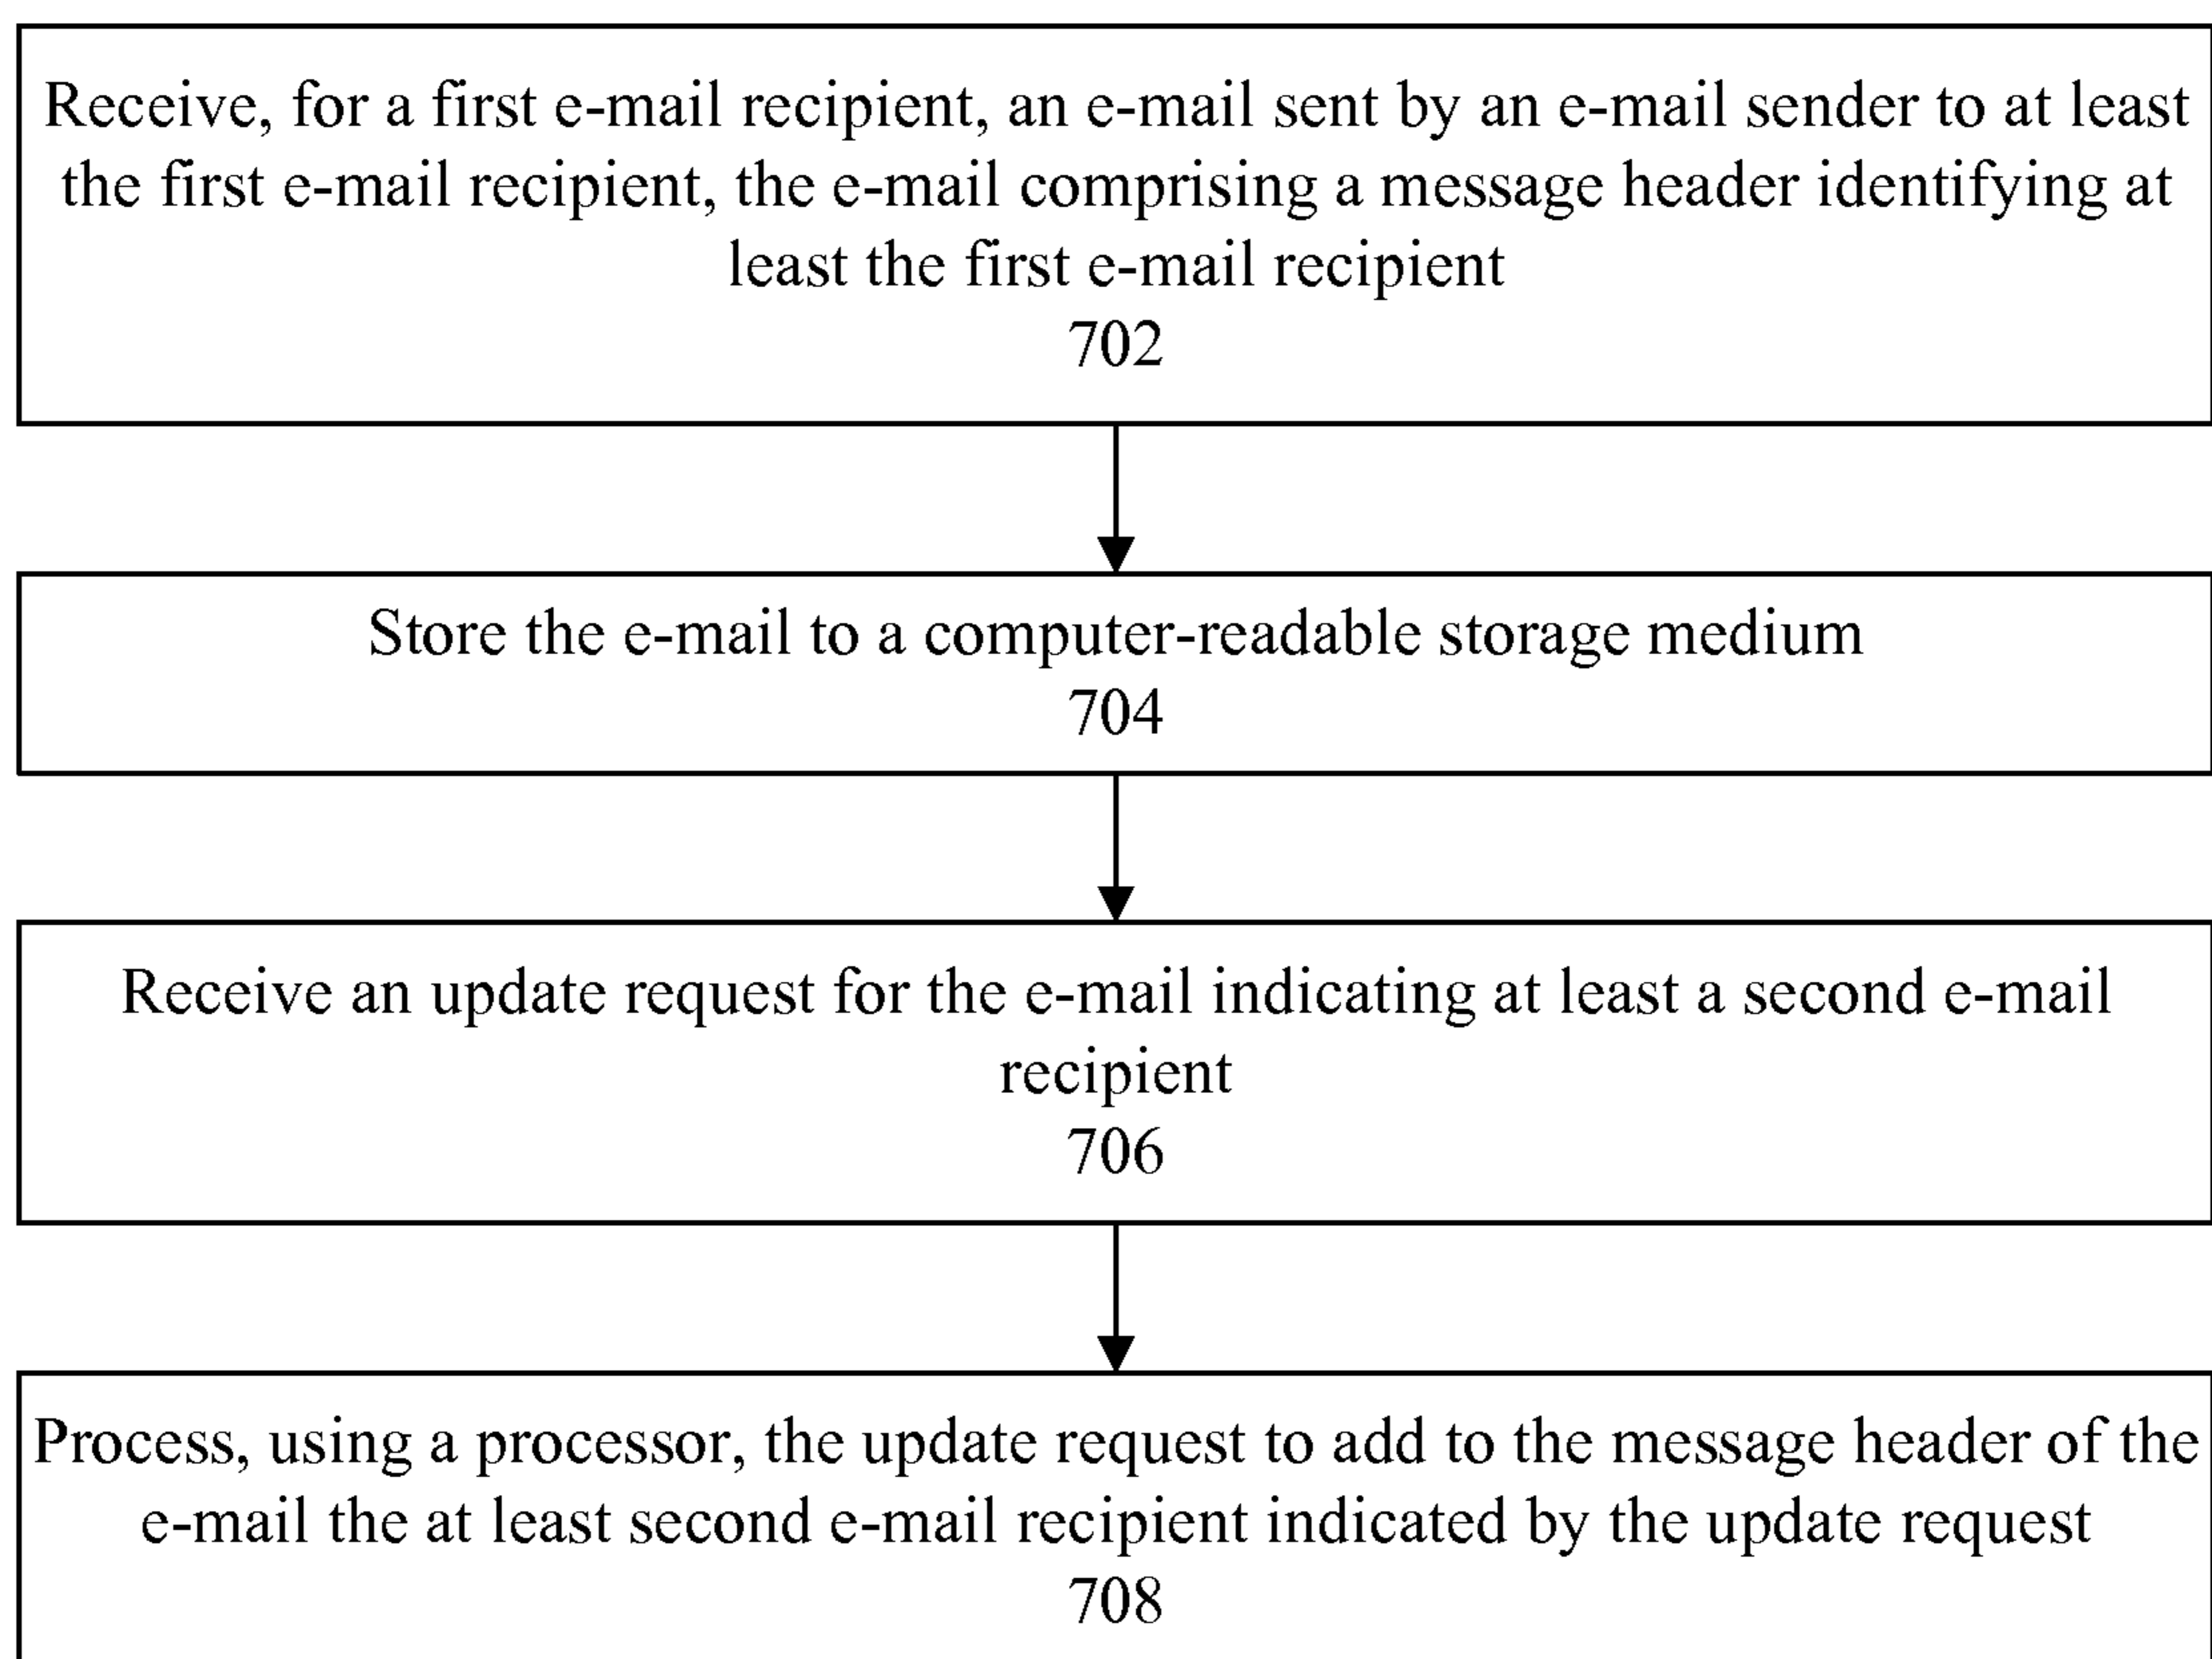 Receive, for a first e-mail recipient, an e-mail sent by an e-mail sender to at least
the first e-mail recipient, the e-mail comprising a message header identifying at
least the first e-mail recipient
702
Store the e-mail to a computer-readable storage medium
704
Receive an update request for the e-mail indicating at least a second e-mail
recipient
706
Process, using a processor, the update request to add to the message header of the
e-mail the at least second e-mail recipient indicated by the update request
708